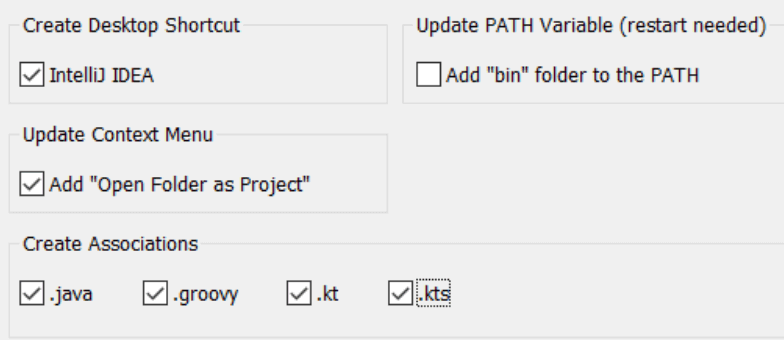 Create Desktop Shortcut
Update PATH Variable (restart needed)
IntelliJ IDEA
Add "bin" folder to the PATH
Update Context Menu
Add "Open Folder as Project"
Create Associations
.java .groovy .kt .kts